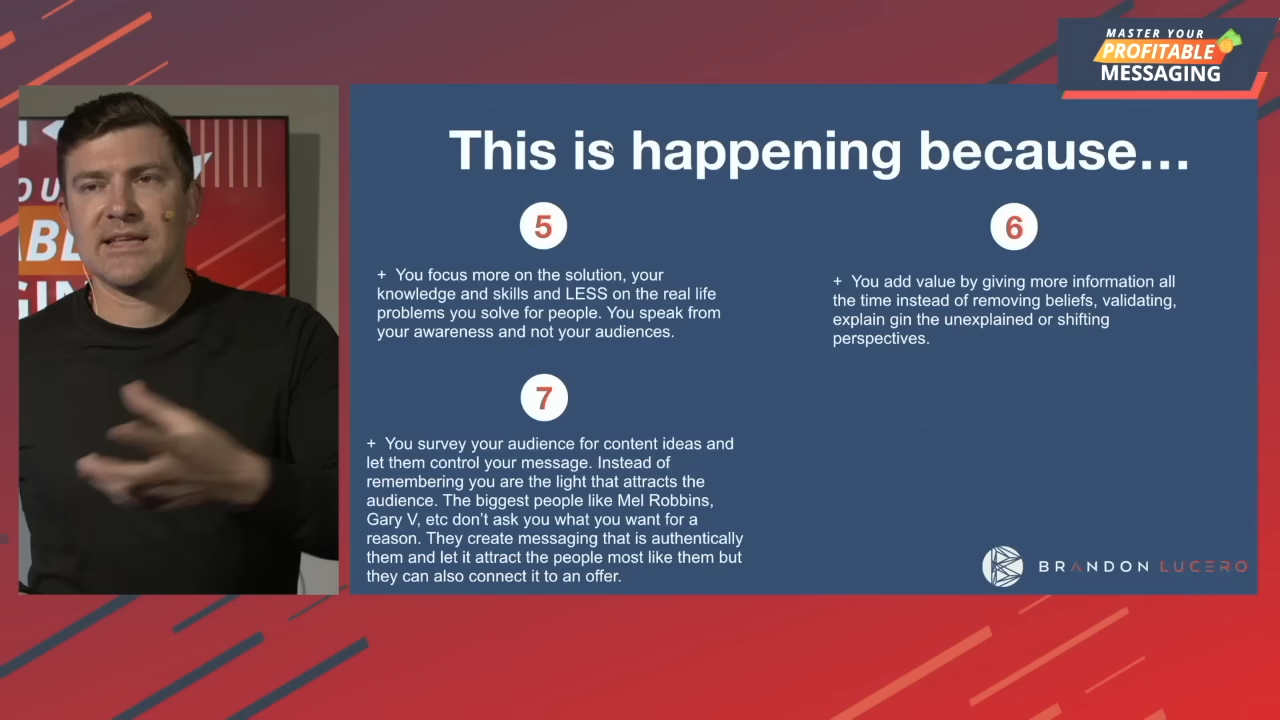 MASTER YOUR
PROFITABLE
MESSAGING
This is happening because...
5
+ You focus more on the solution, your
knowledge and skills and LESS on the real life
problems you solve for people. You speak from
your awareness and not your audiences.
6
+ You add value by giving more information all
the time instead of removing beliefs, validating,
explain gin the unexplained or shifting
perspectives.
7
+ You survey your audience for content ideas and
let them control your message. Instead of
remembering you are the light that attracts the
audience. The biggest people like Mel Robbins,
Gary V, etc don't ask you what you want for a
reason. They create messaging that is authentically
them and let it attract the people most like them but
they can also connect it to an offer.
BRANDON LUCERO